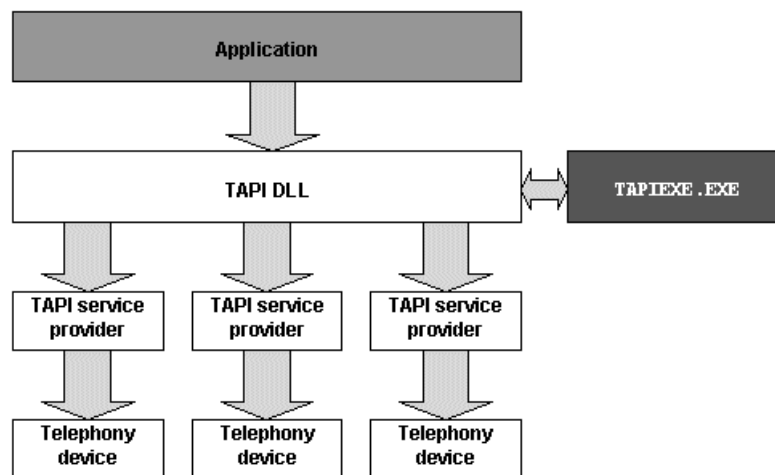 Application
TAPI DLL
TAPIEXE.EXE
TAPI service
provider
TAPI service
provider
TAPI service
provider
Telephony
device
Telephony
device
Telephony
device